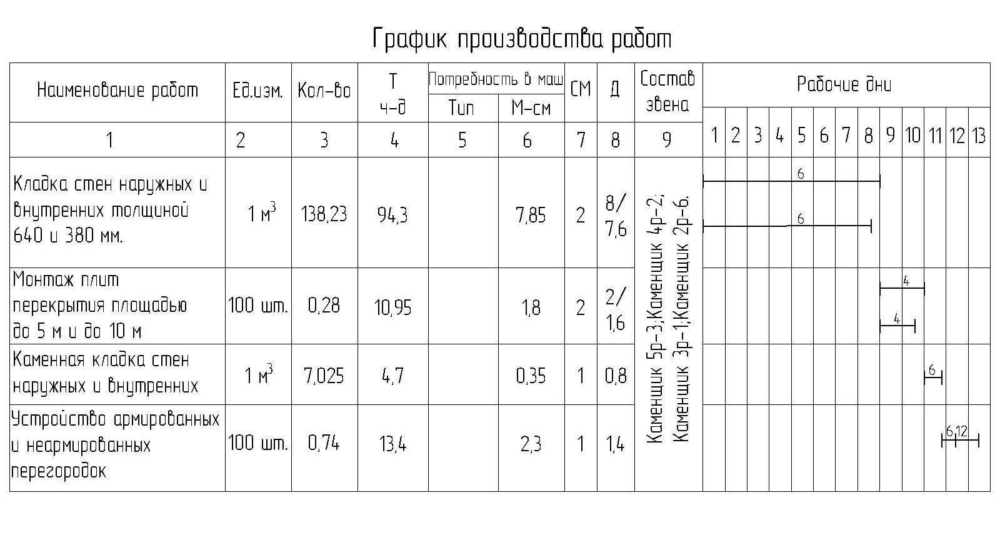 График производства работ
Наименование работ
Ед.изм.
Кол-во
Т
ч-д
Потребность в маш
Тип
М-см
СМ
Д
Состав
звена
Рабочие дни
1 2 3 4 5 6 7 8 9 10 11 12 13
1 2 3 4 5 6 7 8 9
Кладка стен наружных и
внутренних толщиной
640 и 380 мм.
1 м³
138,23
94,3
7,85
2
8/
7,6
6
6
Монтаж плит
перекрытия площадью
до 5 м и до 10 м
100 шт.
0,28
10,95
1,8
2
2/
1,6
4
4
Каменная кладка стен
наружных и внутренних
1 м³
7,025
4,7
0,35
1
0,8
6
Устройство армированных
и неармированных
перегородок
100 шт.
0,74
13,4
2,3
1
1,4
6 12
Каменщик 5р-3;Каменщик 4р-2;
Каменщик 3р-1;Каменщик 2р-6.